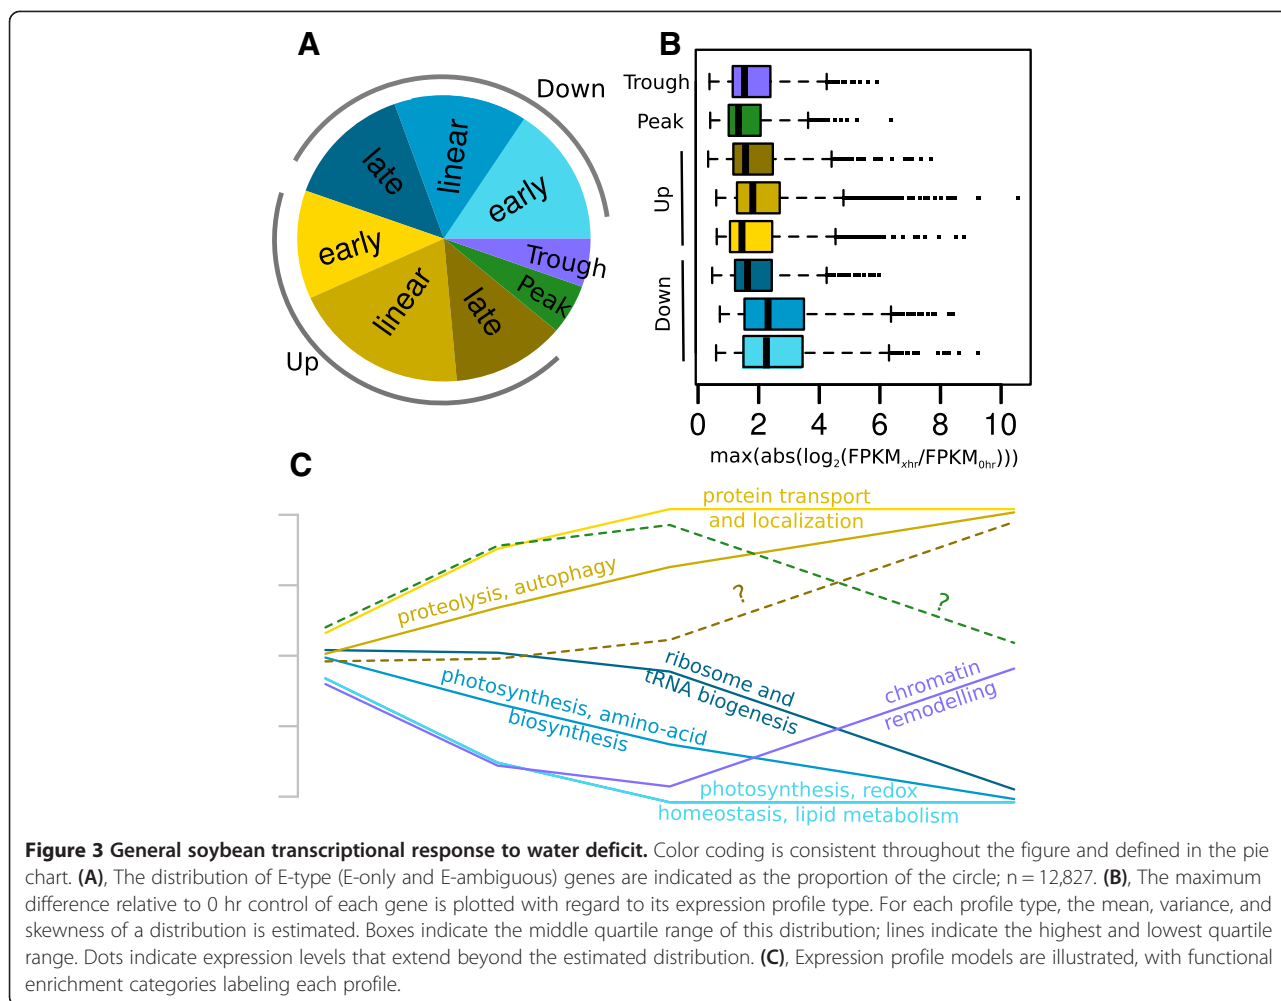 A
Down
late
linear
early
early
linear
late
Trough
Peak
Up
B
Trough
Peak
Up
Down
0 2 4 6 8 10
max(abs(log2(FPKMxhr/FPKM0hr)))
C
protein transport
and localization
proteolysis, autophagy
?
?
ribosome and
tRNA biogenesis
chromatin
remodelling
photosynthesis, amino-acid
biosynthesis
photosynthesis, redox
homeostasis, lipid metabolism
Figure 3 General soybean transcriptional response to water deficit. Color coding is consistent throughout the figure and defined in the pie
chart. (A), The distribution of E-type (E-only and E-ambiguous) genes are indicated as the proportion of the circle; n = 12,827. (B), The maximum
difference relative to 0 hr control of each gene is plotted with regard to its expression profile type. For each profile type, the mean, variance, and
skewness of a distribution is estimated. Boxes indicate the middle quartile range of this distribution; lines indicate the highest and lowest quartile
range. Dots indicate expression levels that extend beyond the estimated distribution. (C), Expression profile models are illustrated, with functional
enrichment categories labeling each profile.